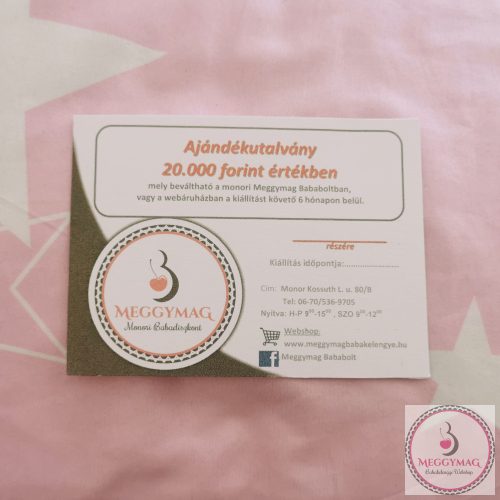 Ajándékutalvány
20.000 forint értékben
mely beváltható a monori Meggymag Bababoltban,
vagy a webáruházban a kiállítást követő 6 hónapon belül.
részére
Kiállítás időpontja:......................
Cím: Monor Kossuth L. u. 80/B
Tel: 06-70/536-9705
Nyitva: H-P 9⁰⁰-15⁰⁰ , SZO 9⁰⁰-12⁰⁰
Webshop:
www.meggymagbabakelengye.hu
Meggymag Bababolt
MEGGYMAG
Monori Babadiszkont
MEGGYMAG
Babakelengye Webshop